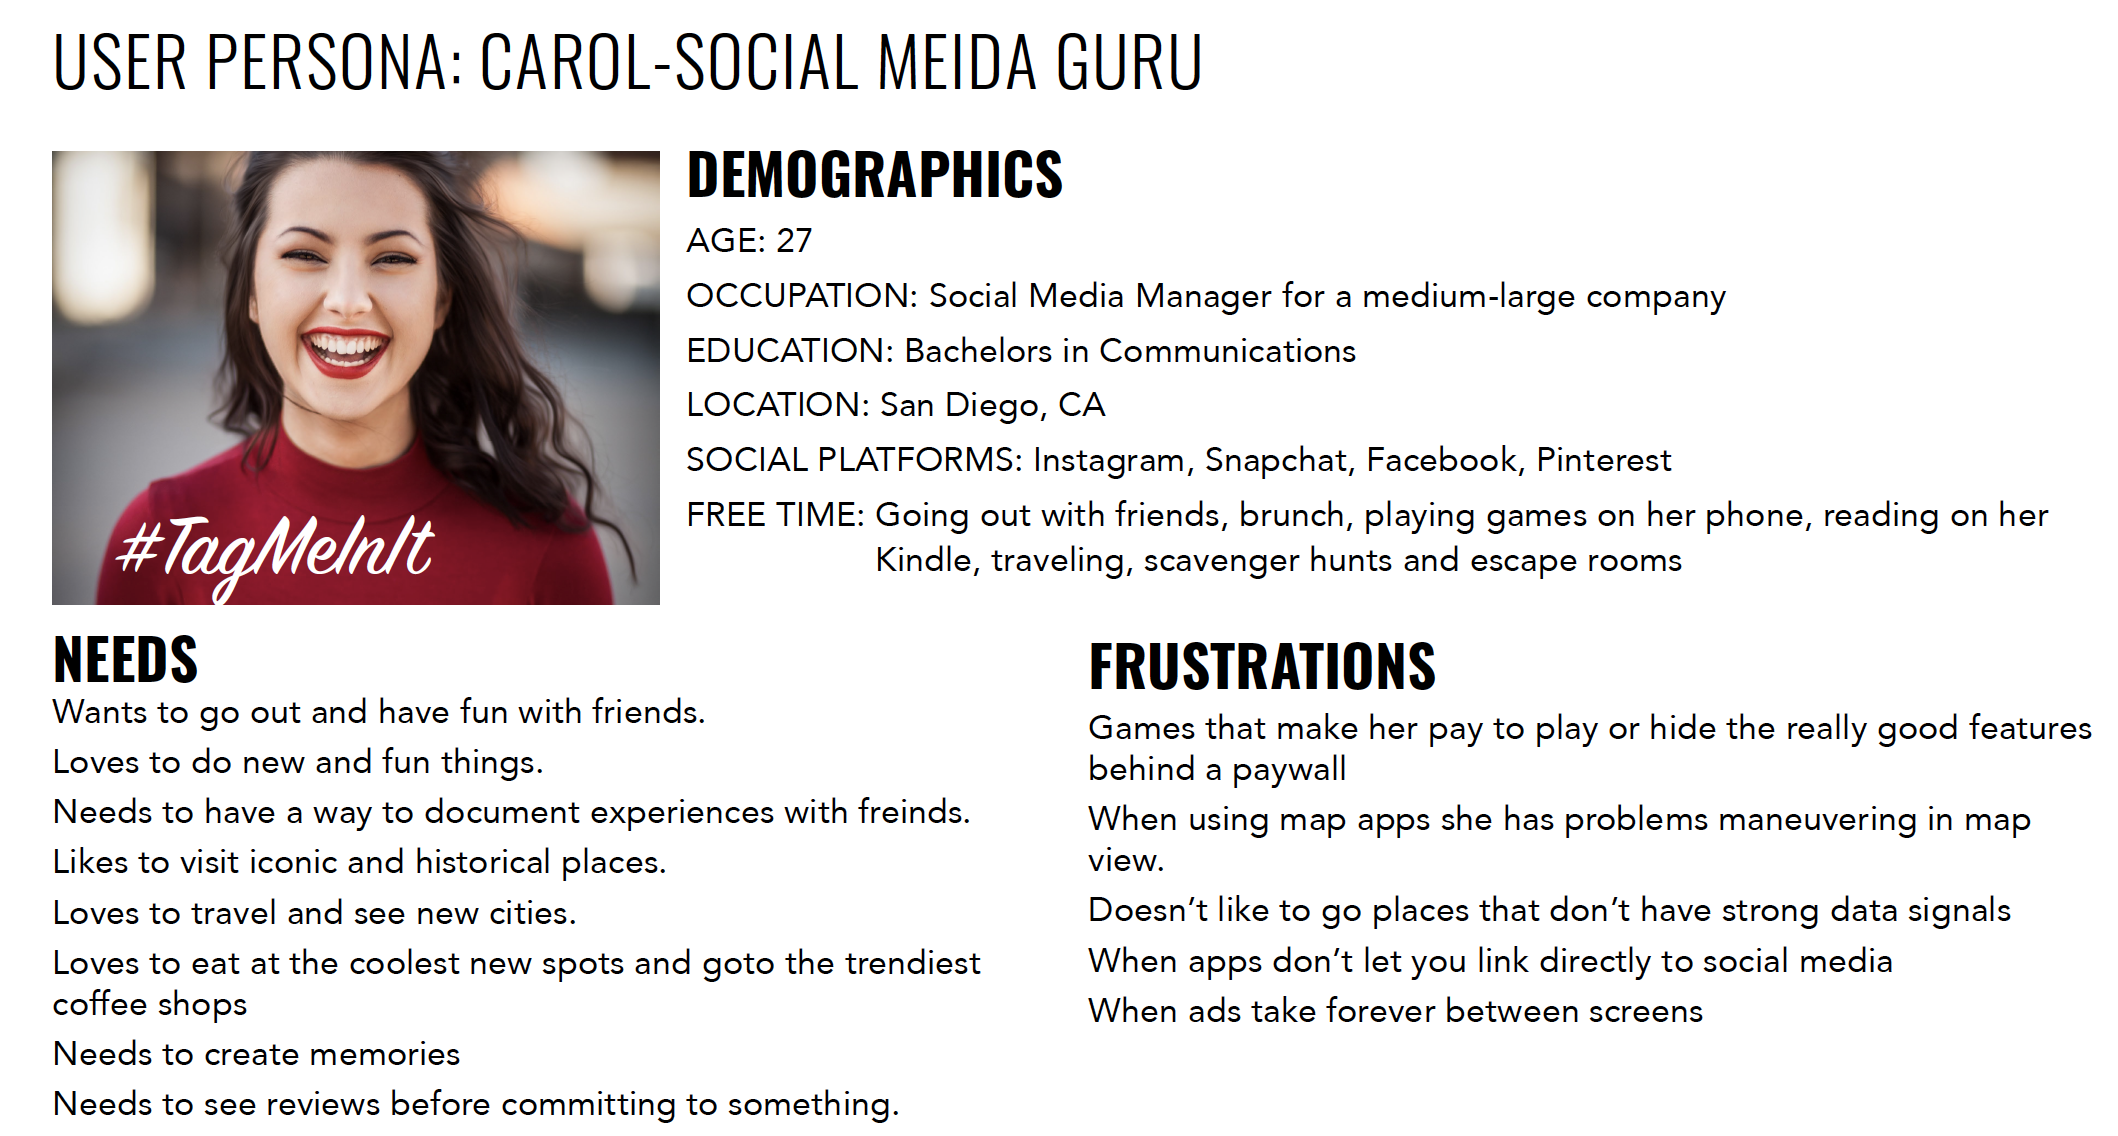 USER PERSONA: CAROL-SOCIAL MEIDA GURU
#TagMeInIt
DEMOGRAPHICS
AGE: 27
OCCUPATION: Social Media Manager for a medium-large company
EDUCATION: Bachelors in Communications
LOCATION: San Diego, CA
SOCIAL PLATFORMS: Instagram, Snapchat, Facebook, Pinterest
FREE TIME: Going out with friends, brunch, playing games on her phone, reading on her
Kindle, traveling, scavenger hunts and escape rooms
NEEDS
Wants to go out and have fun with friends.
Loves to do new and fun things.
Needs to have a way to document experiences with freinds.
Likes to visit iconic and historical places.
Loves to travel and see new cities.
Loves to eat at the coolest new spots and goto the trendiest
coffee shops
Needs to create memories
Needs to see reviews before committing to something.
FRUSTRATIONS
Games that make her pay to play or hide the really good features
behind a paywall
When using map apps she has problems maneuvering in map
view.
Doesn’t like to go places that don’t have strong data signals
When apps don’t let you link directly to social media
When ads take forever between screens